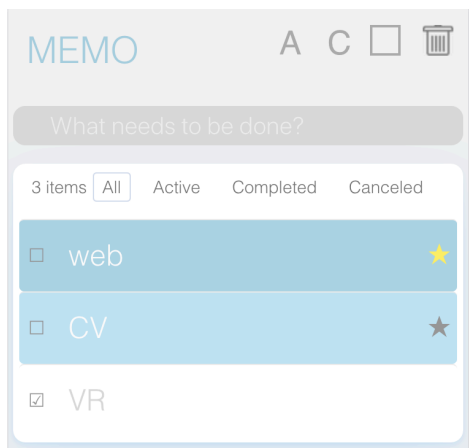 MEMO A C
What needs to be done?
3 items All Active Completed Canceled
web
CV
VR